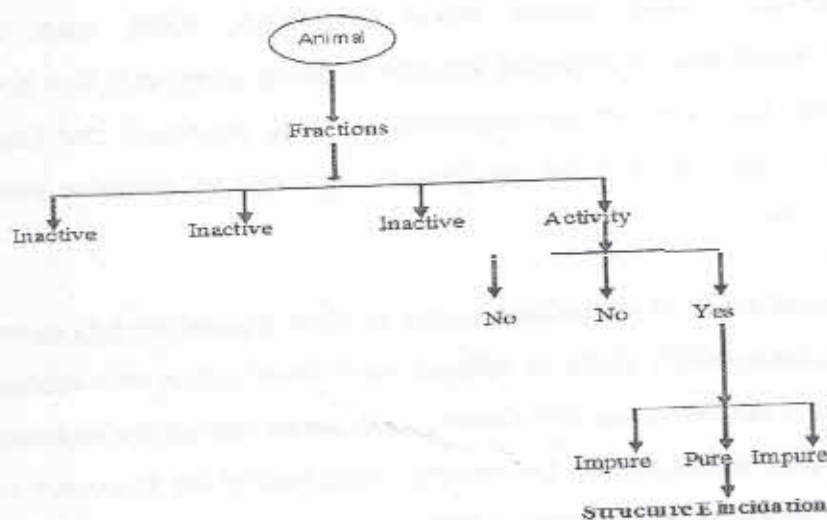 Animal
Fractions
Inactive Inactive Inactive Activity
No No Yes
Impure Pure Impure
Structure Elucidation